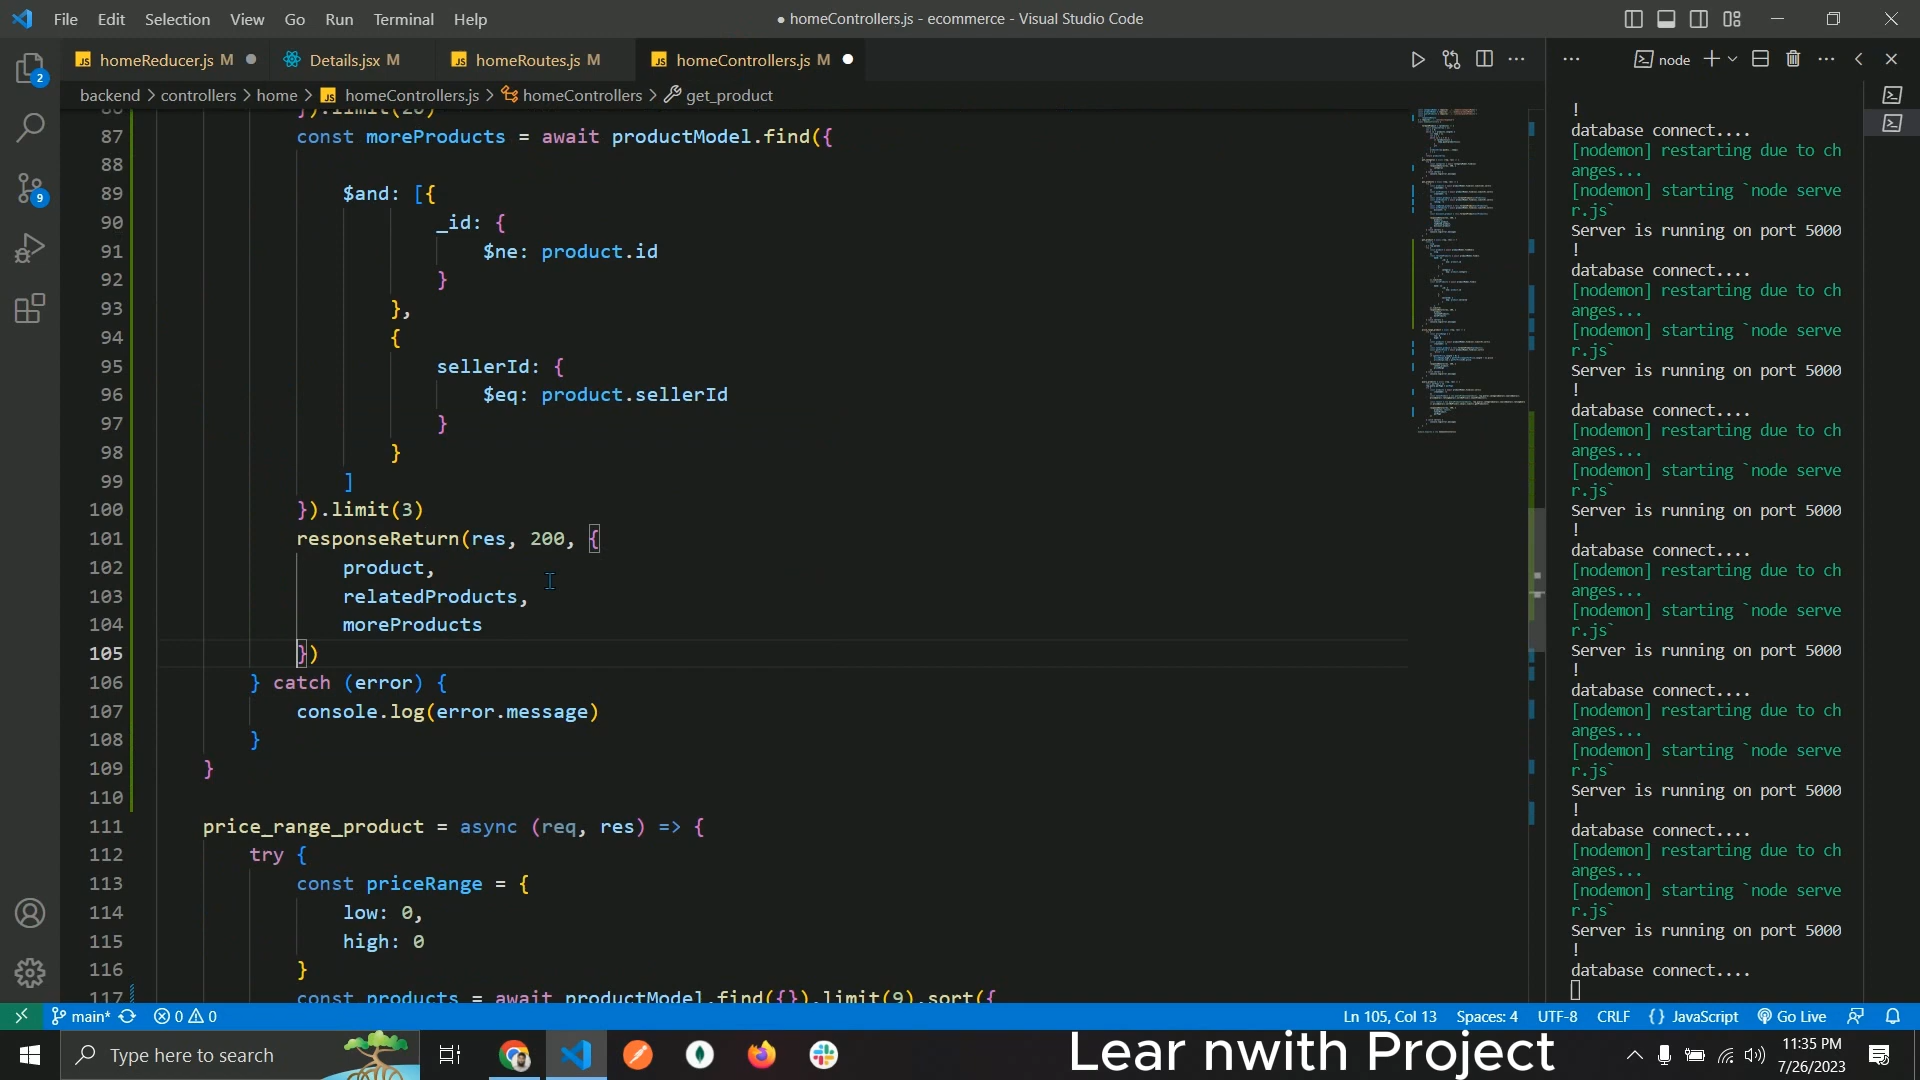 File Edit Selection View Go Run Terminal Help
● homeControllers.js - ecommerce - Visual Studio Code
homeReducer.js M
Details.jsx M
homeRoutes.js M
homeControllers.js M
node
backend > controllers > home > homeControllers.js > homeControllers > get_product
87 const moreProducts = await productModel.find({
88
89 $and: [{
90 _id: {
91 $ne: product.id
92 }
93 },
94 {
95 sellerId: {
96 $eq: product.sellerId
97 }
98 }
99 ]
100 }).limit(3)
101 responseReturn(res, 200, {
102 product,
103 relatedProducts,
104 moreProducts
105 })
106 } catch (error) {
107 console.log(error.message)
108 }
109 }
110
111 price_range_product = async (req, res) => {
112 try {
113 const priceRange = {
114 low: 0,
115 high: 0
116 }
117 const products = await productModel.find({}).limit(9).sort({
!
database connect....
[nodemon] restarting due to ch
anges...
[nodemon] starting `node serve
r.js`
Server is running on port 5000
!
database connect....
[nodemon] restarting due to ch
anges...
[nodemon] starting `node serve
r.js`
Server is running on port 5000
!
database connect....
[nodemon] restarting due to ch
anges...
[nodemon] starting `node serve
r.js`
Server is running on port 5000
!
database connect....
[nodemon] restarting due to ch
anges...
[nodemon] starting `node serve
r.js`
Server is running on port 5000
!
database connect....
[nodemon] restarting due to ch
anges...
[nodemon] starting `node serve
r.js`
Server is running on port 5000
!
database connect....
[nodemon] restarting due to ch
anges...
[nodemon] starting `node serve
r.js`
Server is running on port 5000
!
database connect....
2
9
main* 0 0
Ln 105, Col 13 Spaces: 4 UTF-8 CRLF {} JavaScript Go Live
Type here to search
Lear nwith Project
11:35 PM
7/26/2023